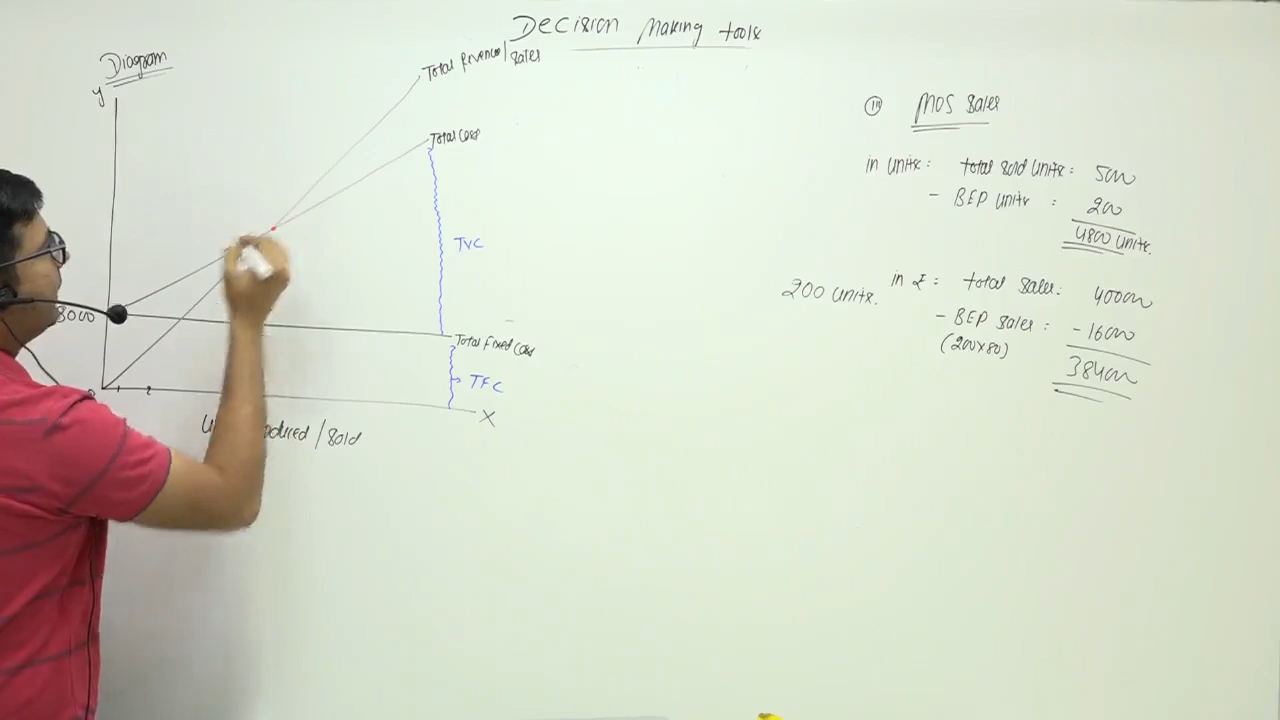 Decision Making tools
Diagram
Y
Total Revenue/sales
Total Cost
TVC
8000
Total Fixed Cost
TFC
1 2
X
/ Sold
(iii) MOS Sales
in units: total sold units: 5000
- BEP units : 200
4800 units.
200 units.
in ₹: total sales: 400000
- BEP sales: -16000
(200x80)
384000